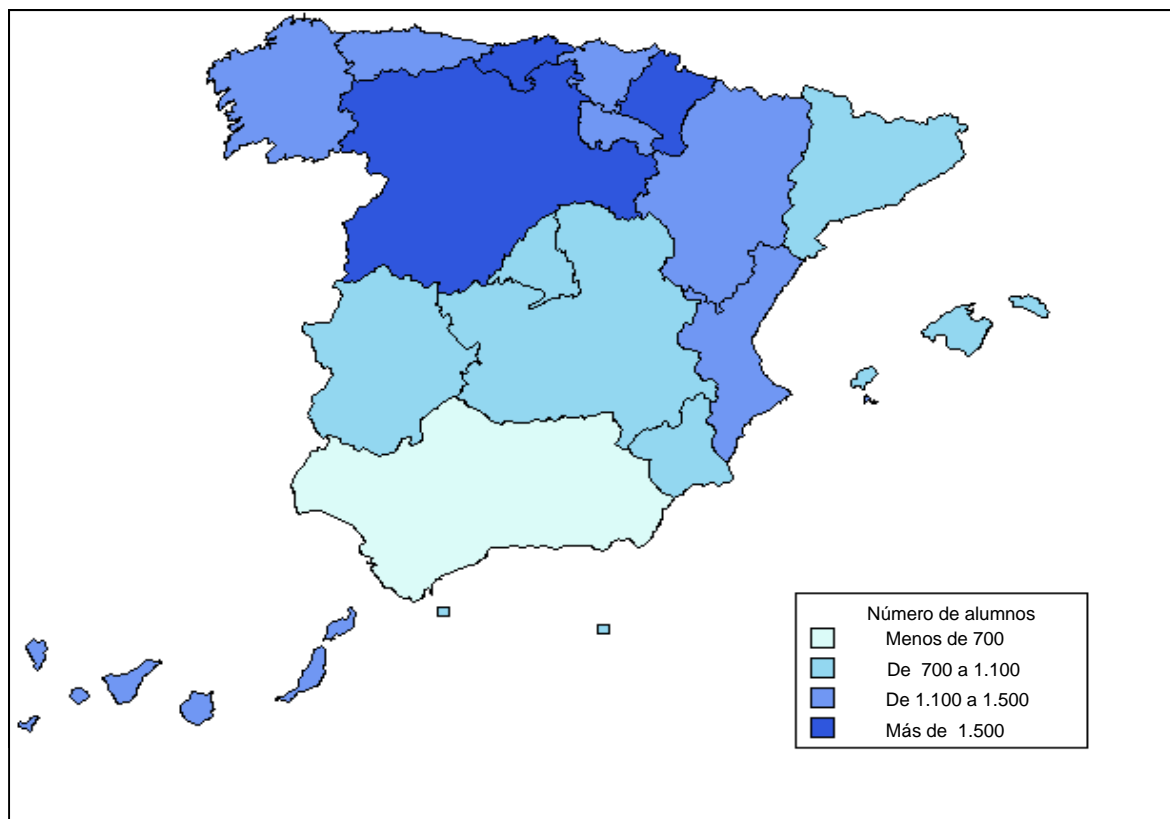 Número de alumnos
Menos de 700
De 700 a 1.100
De 1.100 a 1.500
Más de 1.500